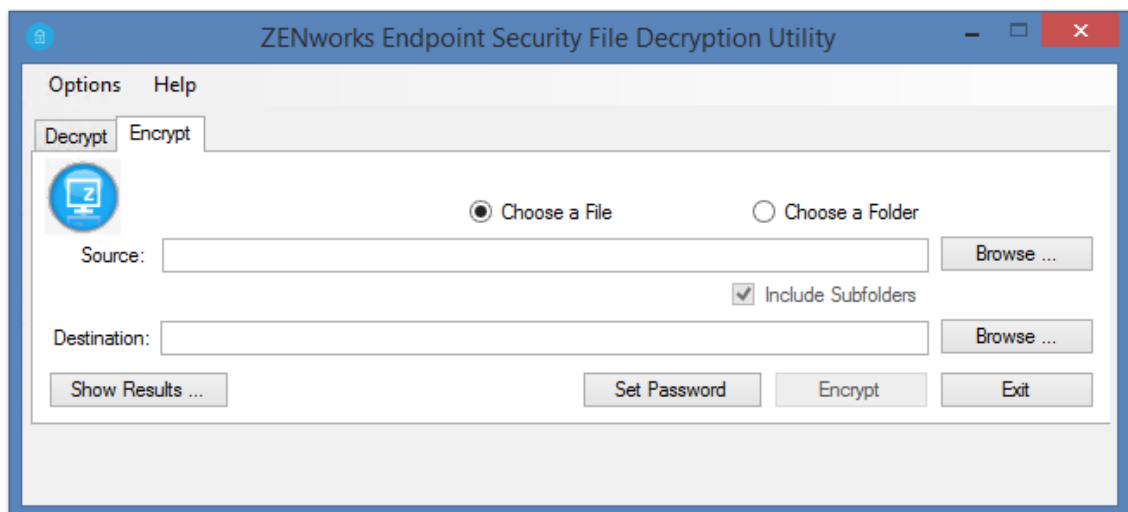 ZENworks Endpoint Security File Decryption Utility
Options Help
Decrypt Encrypt
Z
Choose a File Choose a Folder
Source: Browse ...
Include Subfolders
Destination: Browse ...
Show Results ... Set Password Encrypt Exit